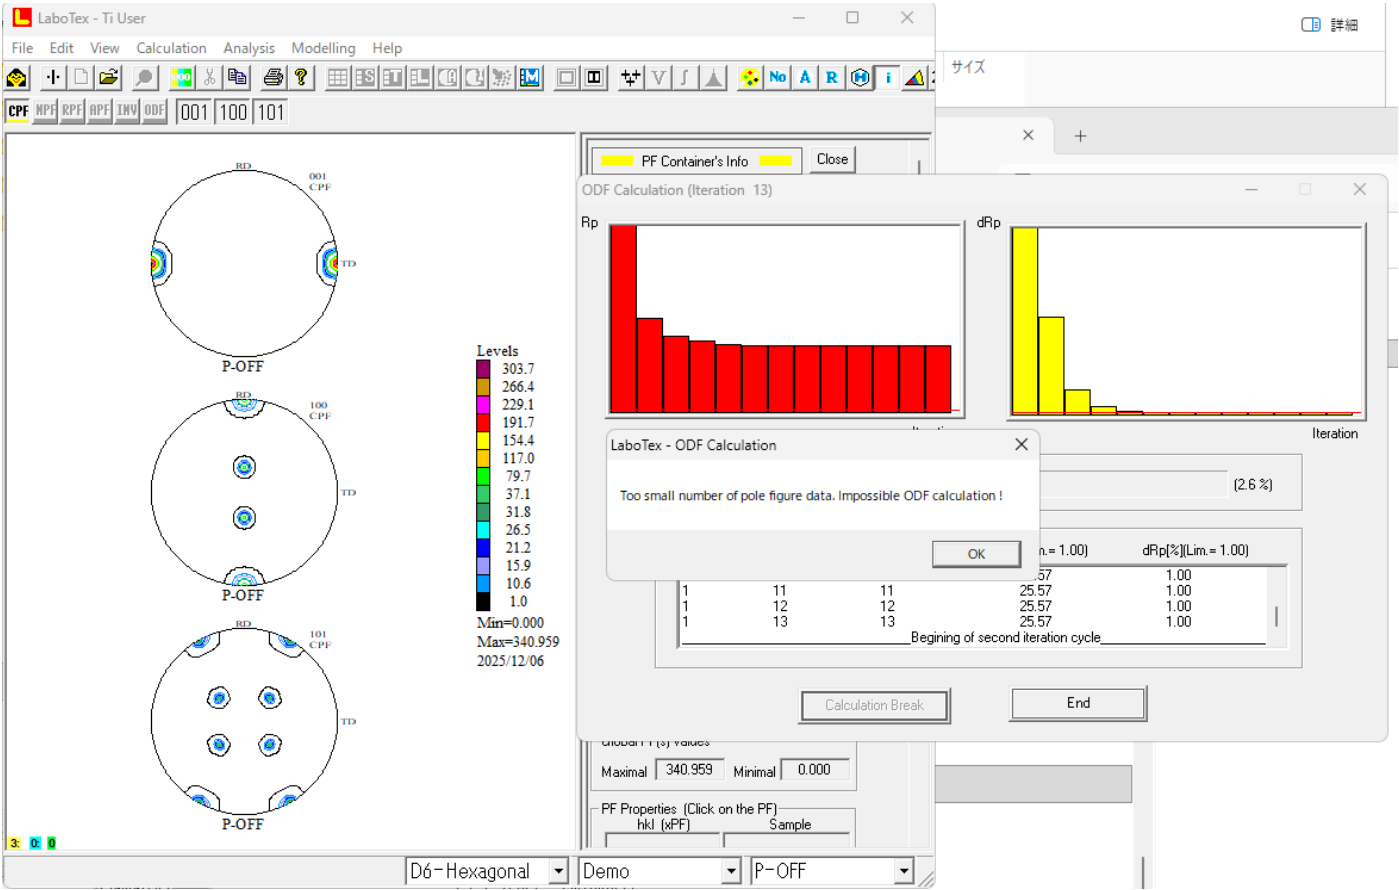 LaboTex - Ti User
詳細
File Edit View Calculation Analysis Modelling Help
サイズ
No A R i
CPF NPF RPF APF INV ODF 001 100 101
PF Container's Info Close
ODF Calculation (Iteration 13)
Rp
dRp
RD
001
CPF
TD
P-OFF
RD
100
CPF
TD
P-OFF
RD
101
CPF
TD
P-OFF
Levels
303.7
266.4
229.1
191.7
154.4
117.0
79.7
37.1
31.8
26.5
21.2
15.9
10.6
1.0
Min=0.000
Max=340.959
2025/12/06
Iteration
LaboTex - ODF Calculation
Too small number of pole figure data. Impossible ODF calculation !
OK
(2.6 %)
m.= 1.00) dRp[%](Lim.= 1.00)
.57 1.00
1 11 11 25.57 1.00
1 12 12 25.57 1.00
1 13 13 25.57 1.00
Begining of second iteration cycle
Calculation Break
End
Maximal 340.959 Minimal 0.000
PF Properties (Click on the PF)
hkl (xPF) Sample
3: 0: 0
D6-Hexagonal Demo P-OFF